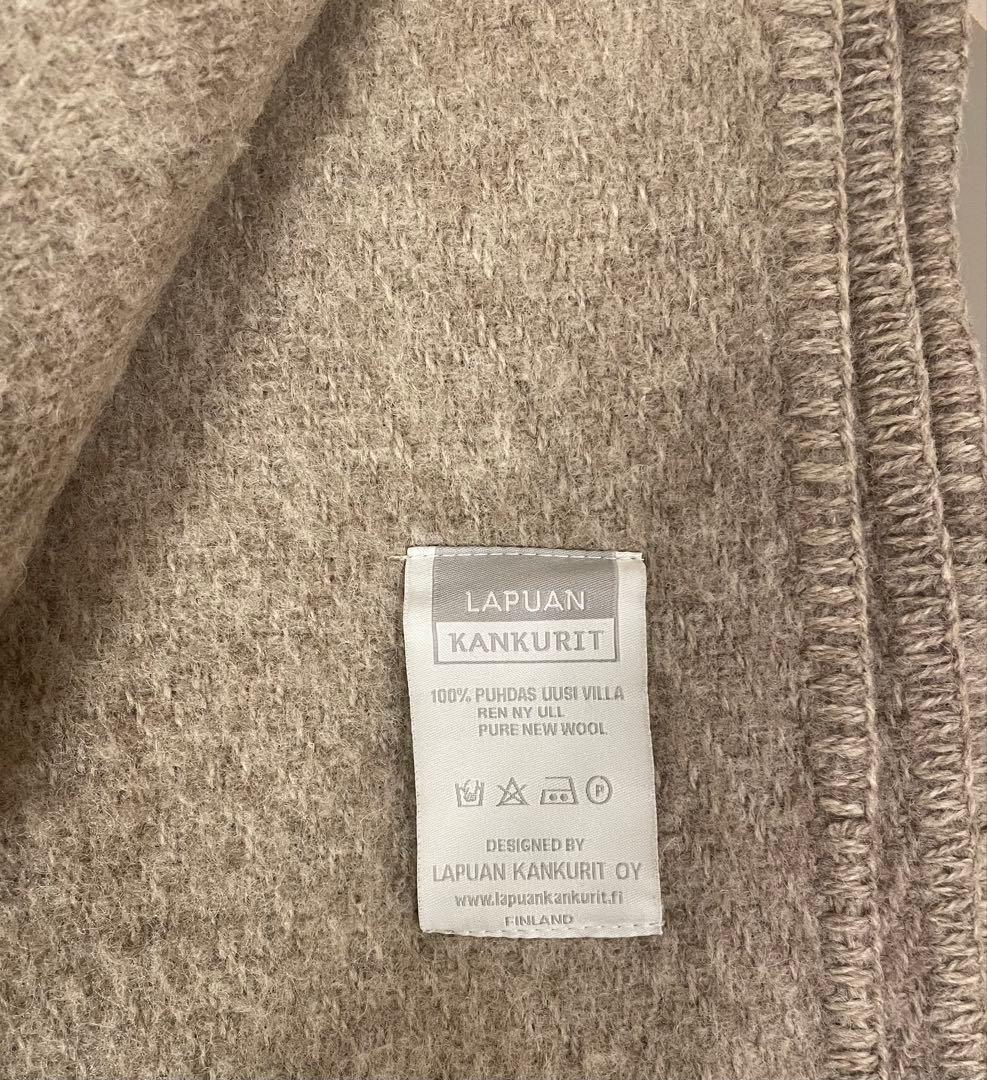 LAPUAN
KANKURIT
100% PUHDAS UUSI VILLA
REN NY ULL
PURE NEW WOOL
P
DESIGNED BY
LAPUAN KANKURIT OY
www.lapuankankurit.fi
FINLAND